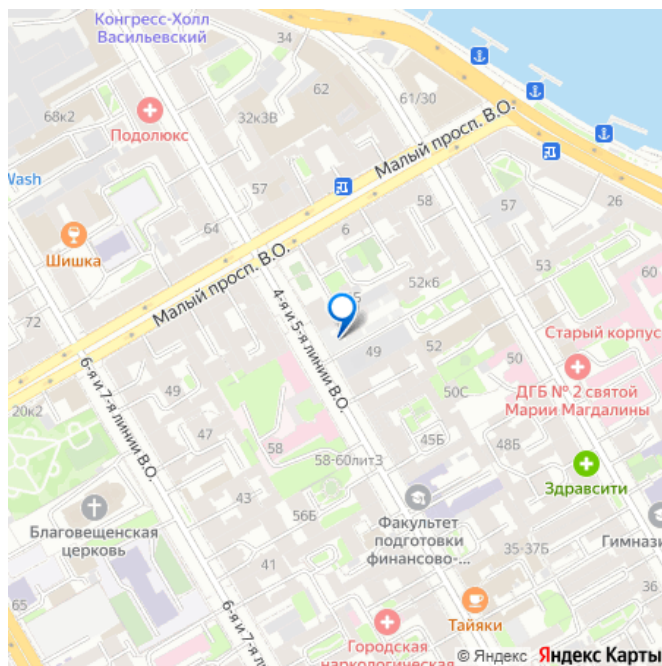 Конгресс-Холл
Васильевский
34
62
61/30
68к2
Подолюкс
32к3В
Малый просп. В.О.
Wash
57
58
57
26
64
6
Шишка
Малый просп. В.О.
53
52к6
60
5
4-я и 5-я линии В.О.
72
Старый корпус
49
52
50
6-я и 7-я линии В.О.
49
50С
ДГБ № 2 святой
Марии Магдалины
20к2
47
58
45Б
48Б
58-60лит3
Здравсити
43
56Б
Благовещенская
церковь
Факультет
подготовки
финансово-...
Гимнази
35-37Б
41
65
6-я и 7-я лин
36
Тайяки
Городская
наркологическая
© Яндекс
Яндекс Карты